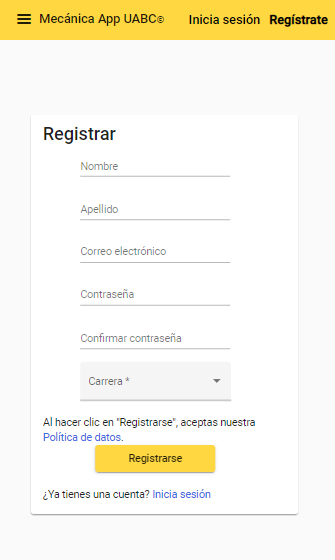 Mecánica App UABC© Inicia sesión Regístrate
Registrar
Nombre
Apellido
Correo electrónico
Contraseña
Confirmar contraseña
Carrera *
Al hacer clic en "Registrarse", aceptas nuestra
Política de datos.
Registrarse
¿Ya tienes una cuenta? Inicia sesión